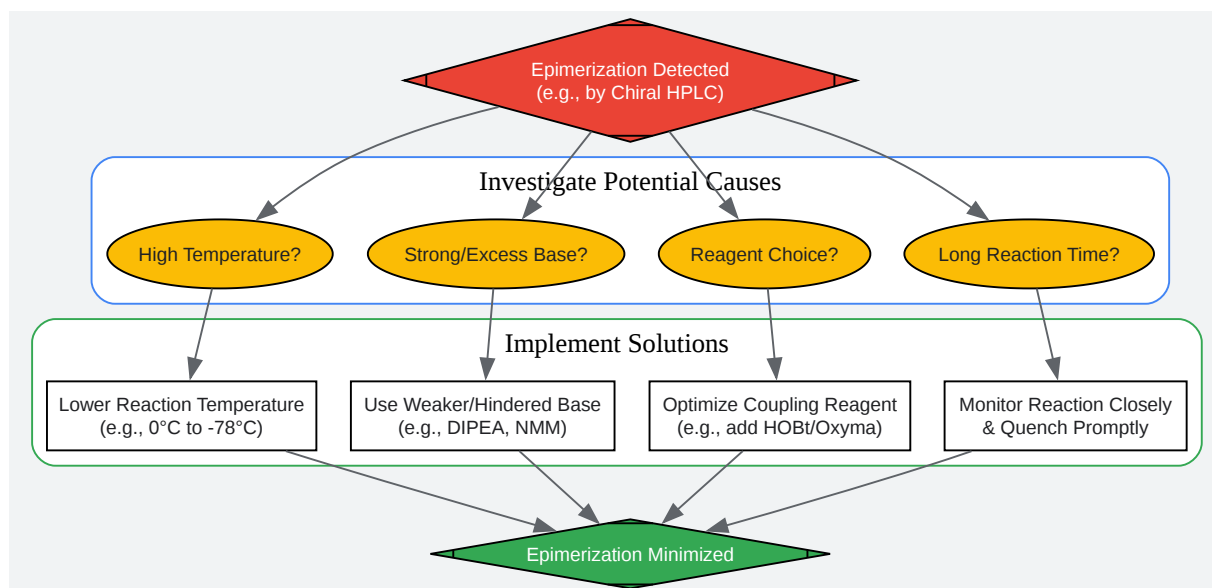 Epimerization Detected
(e.g., by Chiral HPLC)
Investigate Potential Causes
High Temperature?
Strong/Excess Base?
Reagent Choice?
Long Reaction Time?
Implement Solutions
Lower Reaction Temperature
(e.g., 0°C to -78°C)
Use Weaker/Hindered Base
(e.g., DIPEA, NMM)
Optimize Coupling Reagent
(e.g., add HOBt/Oxyma)
Monitor Reaction Closely
& Quench Promptly
Epimerization Minimized